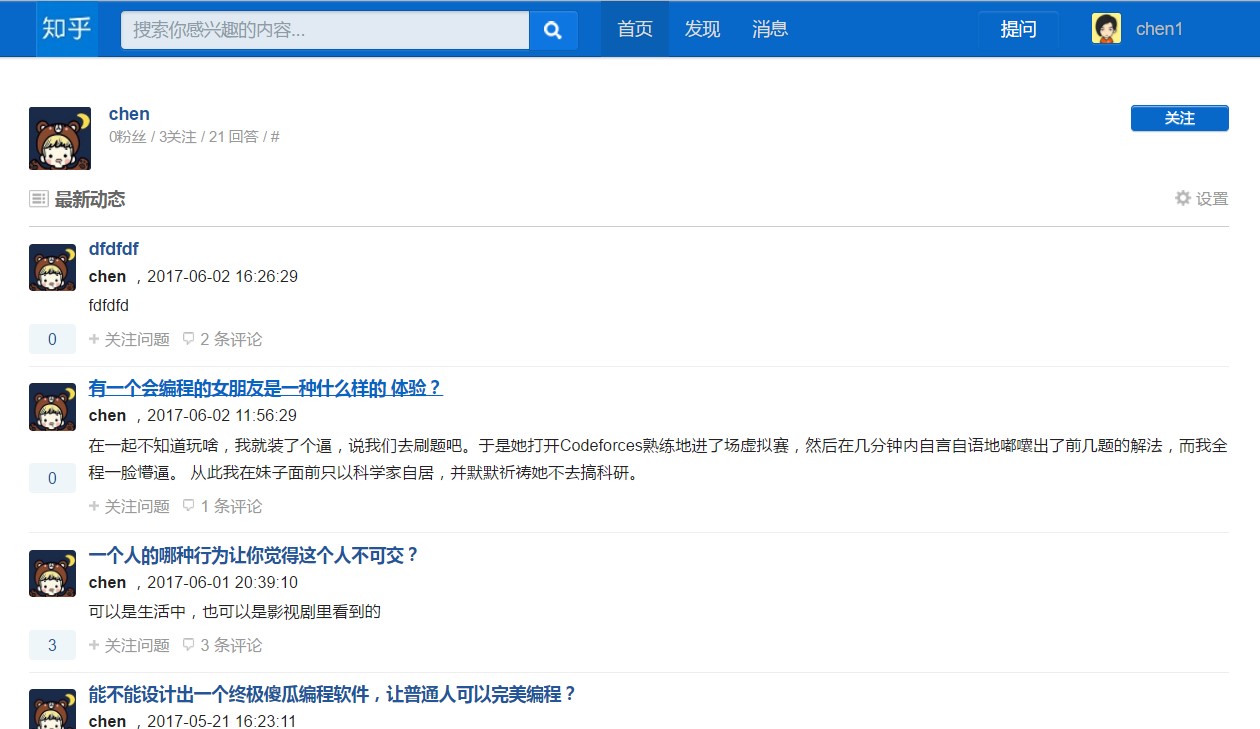 知乎 搜索你感兴趣的内容... 首页 发现 消息 提问 chen1
chen 关注
0粉丝 / 3关注 / 21 回答 / #
最新动态 设置
dfdfdf
chen , 2017-06-02 16:26:29
fdfdfd
0 + 关注问题 2 条评论
有一个会编程的女朋友是一种什么样的 体验？
chen , 2017-06-02 11:56:29
在一起不知道玩啥，我就装了个逼，说我们去刷题吧。于是她打开Codeforces熟练地进了场虚拟赛，然后在几分钟内自言自语地嘟囔出了前几题的解法，而我全
程一脸懵逼。 从此我在妹子面前只以科学家自居，并默默祈祷她不去搞科研。
0
+ 关注问题 1 条评论
一个人的哪种行为让你觉得这个人不可交？
chen , 2017-06-01 20:39:10
可以是生活中，也可以是影视剧里看到的
3 + 关注问题 3 条评论
能不能设计出一个终极傻瓜编程软件，让普通人可以完美编程？
chen , 2017-05-21 16:23:11